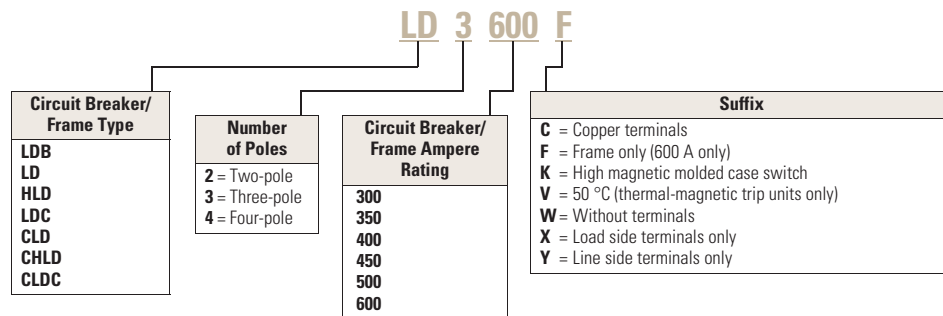 LD 3 600 F
Circuit Breaker/
Frame Type
LDB
LD
HLD
LDC
CLD
CHLD
CLDC
Number
of Poles
2 = Two-pole
3 = Three-pole
4 = Four-pole
Circuit Breaker/
Frame Ampere
Rating
300
350
400
450
500
600
Suffix
C = Copper terminals
F = Frame only (600 A only)
K = High magnetic molded case switch
V = 50 °C (thermal-magnetic trip units only)
W = Without terminals
X = Load side terminals only
Y = Line side terminals only